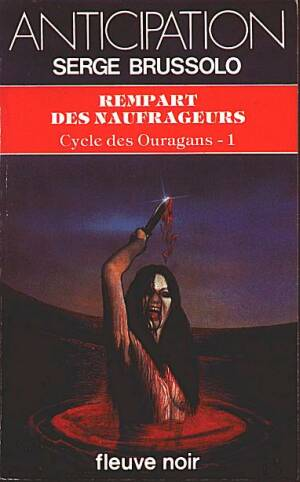 ANTICIPATION
SERGE BRUSSOLO
REMPART
DES NAUFRAGEURS
Cycle des Ouragans - 1
fleuve noir